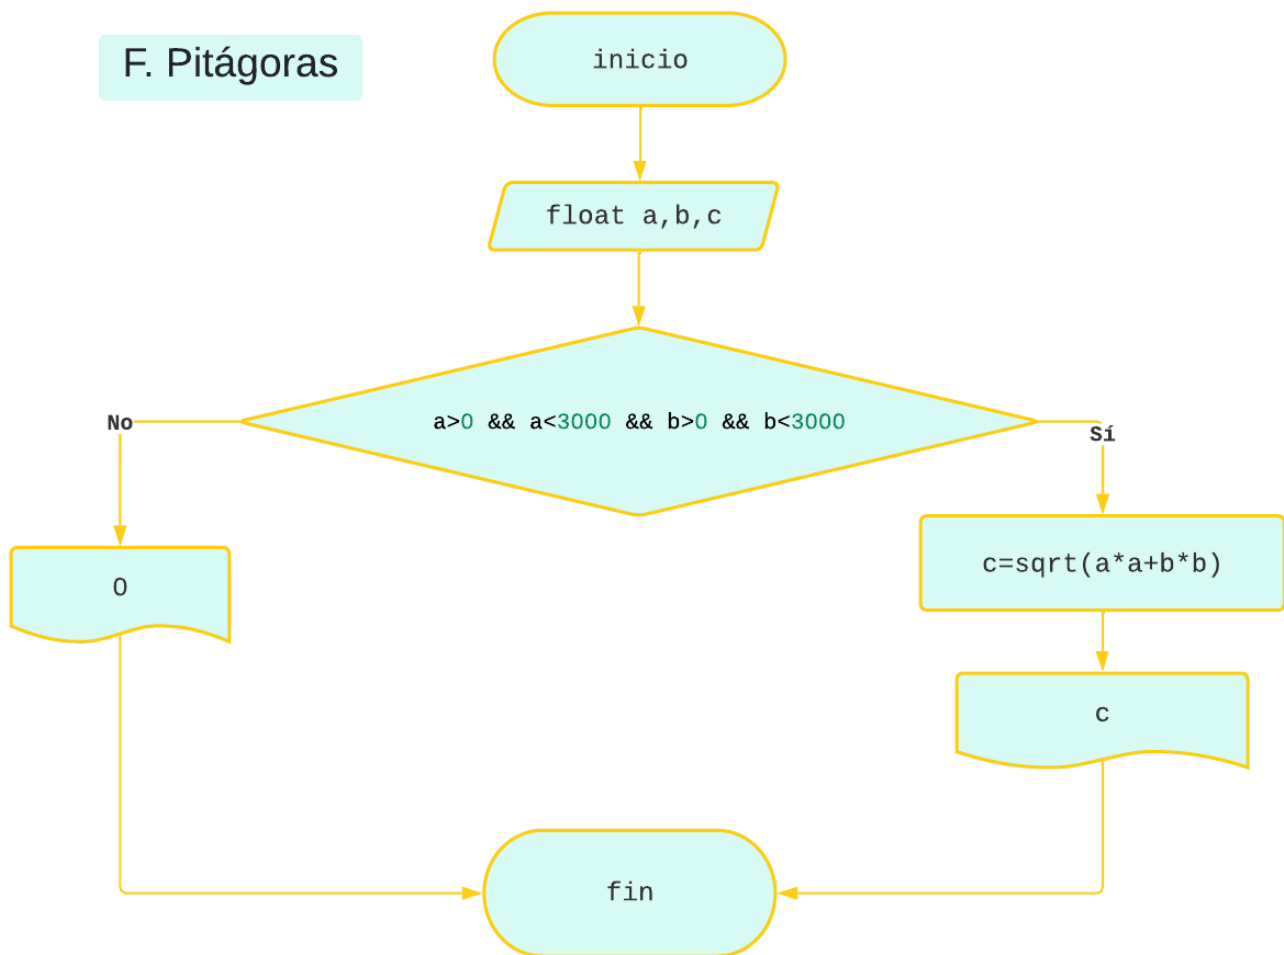 F. Pitágoras
inicio
float a,b,c
a>0 && a<3000 && b>0 && b<3000
No
Sí
0
c=sqrt(a*a+b*b)
c
fin